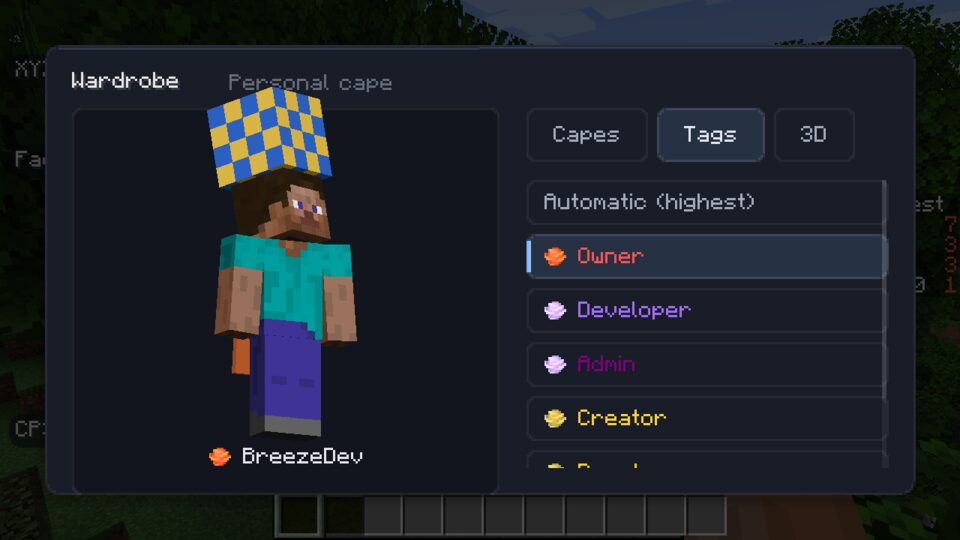 Wardrobe
Personal cape
Capes
Tags
3D
Automatic (highest)
Owner
Developer
Admin
Creator
BreezeDev